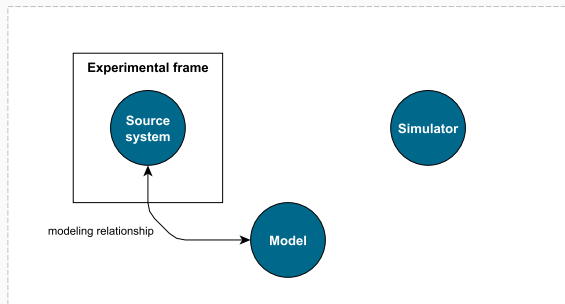 Experimental frame
Source
system
Simulator
modeling relationship
Model